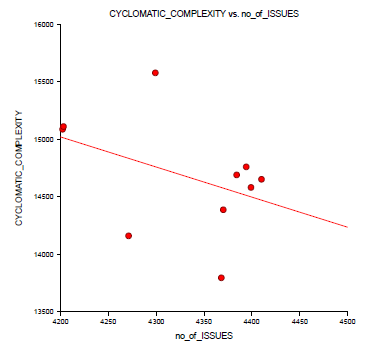 CYCLOMATIC_COMPLEXITY vs. no_of_ISSUES
16000
15500
15000
14500
14000
13500
CYCLOMATIC_COMPLEXITY
4200 4250 4300 4350 4400 4450 4500
no_of_ISSUES